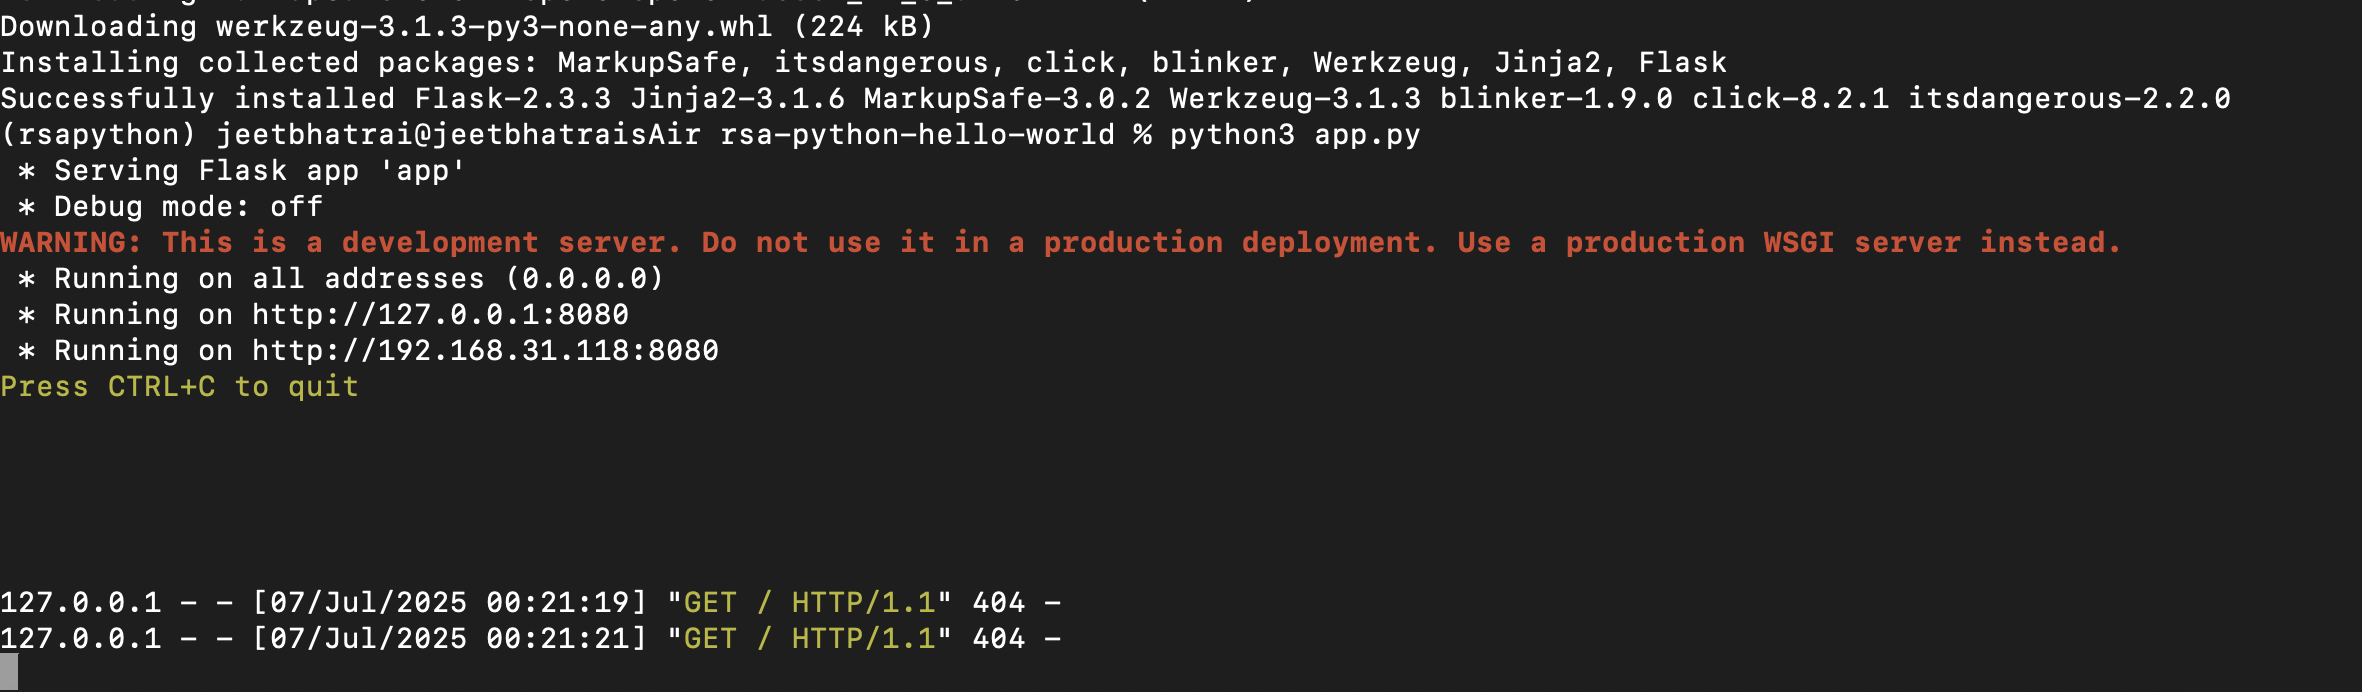 Downloading werkzeug-3.1.3-py3-none-any.whl (224 kB)
Installing collected packages: MarkupSafe, itsdangerous, click, blinker, Werkzeug, Jinja2, Flask
Successfully installed Flask-2.3.3 Jinja2-3.1.6 MarkupSafe-3.0.2 Werkzeug-3.1.3 blinker-1.9.0 click-8.2.1 itsdangerous-2.2.0
(rsapython) jeetbhatrai@jeetbhatraisAir rsa-python-hello-world % python3 app.py
 * Serving Flask app 'app'
 * Debug mode: off
WARNING: This is a development server. Do not use it in a production deployment. Use a production WSGI server instead.
 * Running on all addresses (0.0.0.0)
 * Running on http://127.0.0.1:8080
 * Running on http://192.168.31.118:8080
Press CTRL+C to quit
127.0.0.1 - - [07/Jul/2025 00:21:19] "GET / HTTP/1.1" 404 -
127.0.0.1 - - [07/Jul/2025 00:21:21] "GET / HTTP/1.1" 404 -